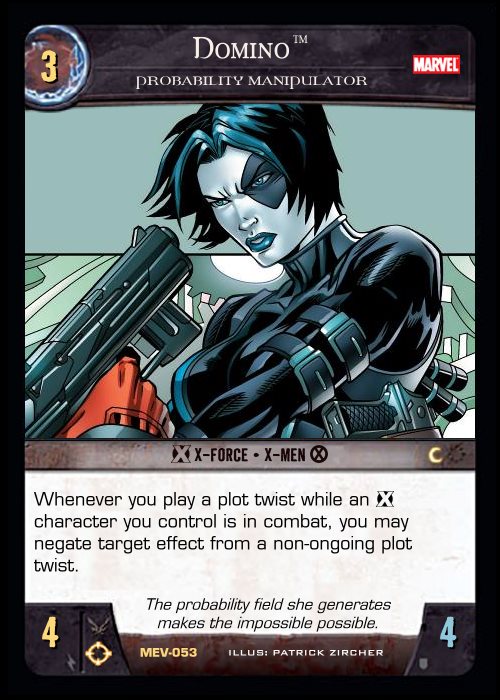 3
DOMINO™
PROBABILITY MANIPULATOR
MARVEL
X-FORCE • X-MEN
C
Whenever you play a plot twist while an
character you control is in combat, you may
negate target effect from a non-ongoing plot
twist.
The probability field she generates
makes the impossible possible.
4
MEV-053 ILLUS: PATRICK ZIRCHER
4